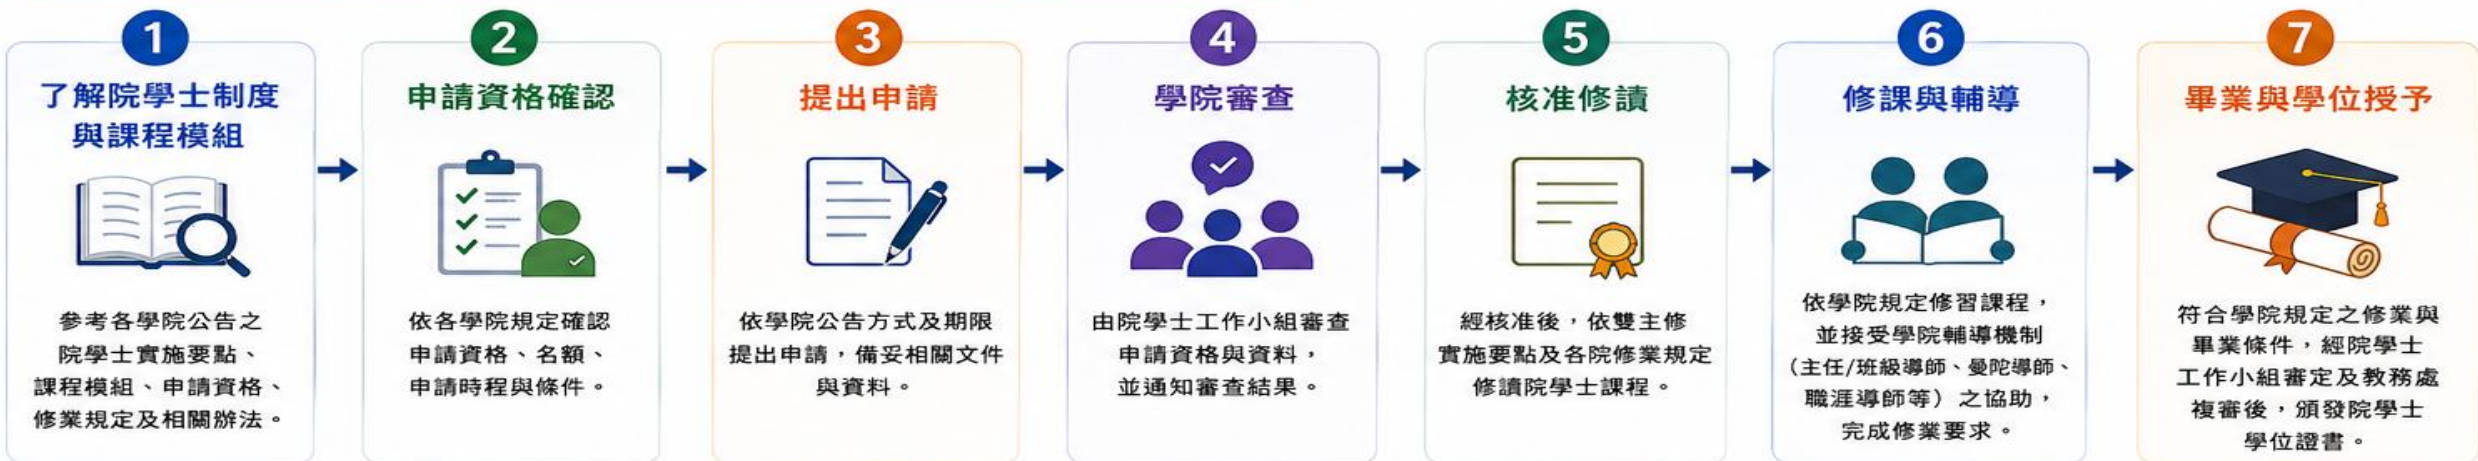 1
了解院學士制度
與課程模組
參考各學院公告之
院學士實施要點、
課程模組、申請資格、
修業規定及相關辦法。
2
申請資格確認
依各學院規定確認
申請資格、名額、
申請時程與條件。
3
提出申請
依學院公告方式及期限
提出申請，備妥相關文件
與資料。
4
學院審查
由院學士工作小組審查
申請資格與資料，
並通知審查結果。
5
核准修讀
經核准後，依雙主修
實施要點及各院修業規定
修讀院學士課程。
6
修課與輔導
依學院規定修習課程，
並接受學院輔導機制
（主任/班級導師、曼陀導師、
職涯導師等）之協助，
完成修業要求。
7
畢業與學位授予
符合學院規定之修業與
畢業條件，經院學士
工作小組審定及教務處
複審後，頒發院學士
學位證書。